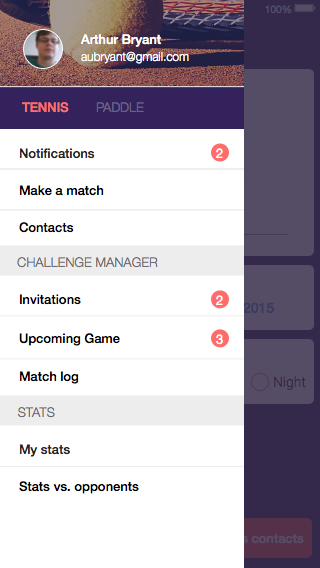 100%
Arthur Bryant
aubryant@gmail.com
TENNIS PADDLE
Notifications 2
Make a match
Contacts
CHALLENGE MANAGER
Invitations 2
2015
Upcoming Game 3
Match log
Night
STATS
My stats
Stats vs. opponents
contacts